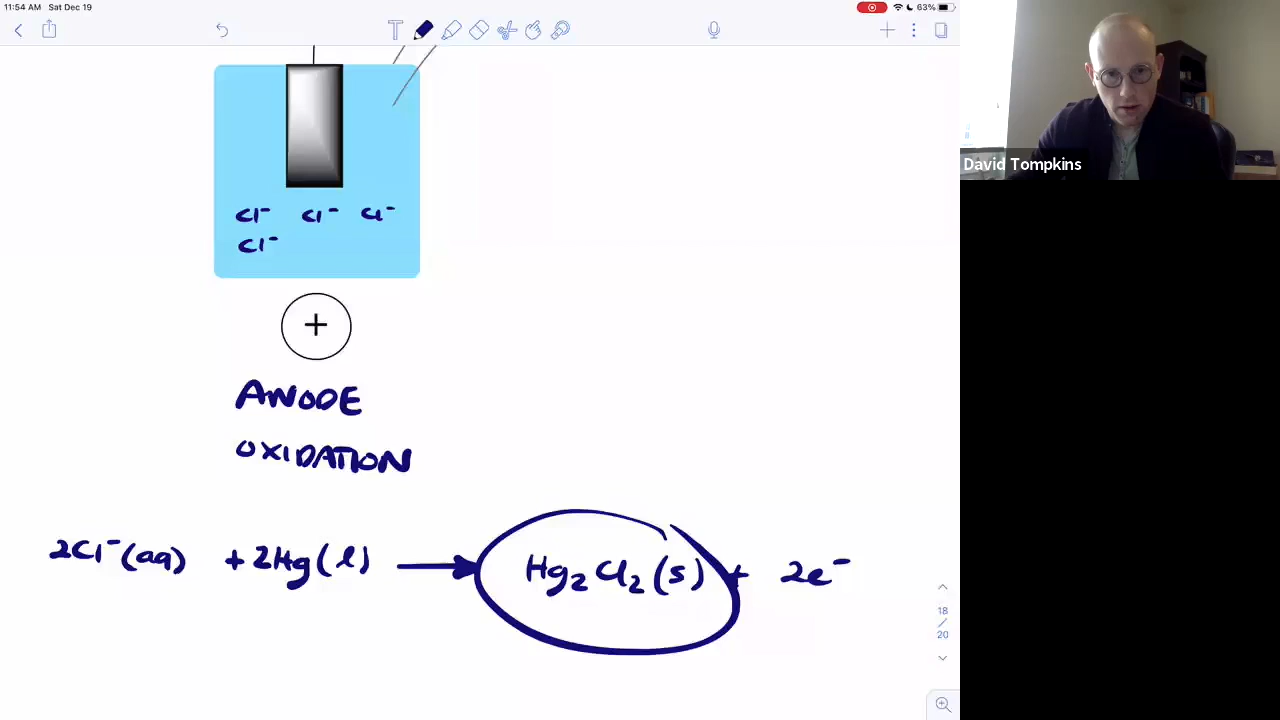 11:54 AM Sat Dec 19
63%
T
David Tompkins
Cl⁻ Cl⁻ Cl⁻
Cl⁻
+
ANODE
OXIDATION
2Cl⁻(aq) + 2Hg(l) → Hg₂Cl₂(s) + 2e⁻
18
/
20